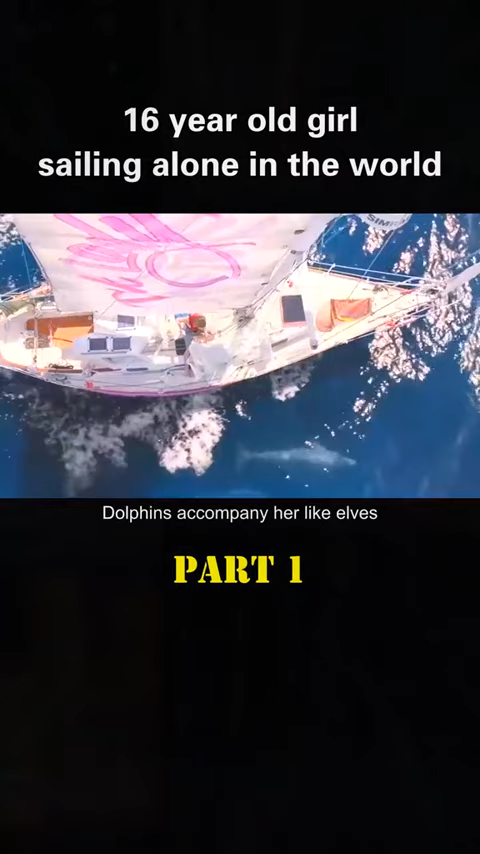 16 year old girl
sailing alone in the world
Dolphins accompany her like elves
PART 1